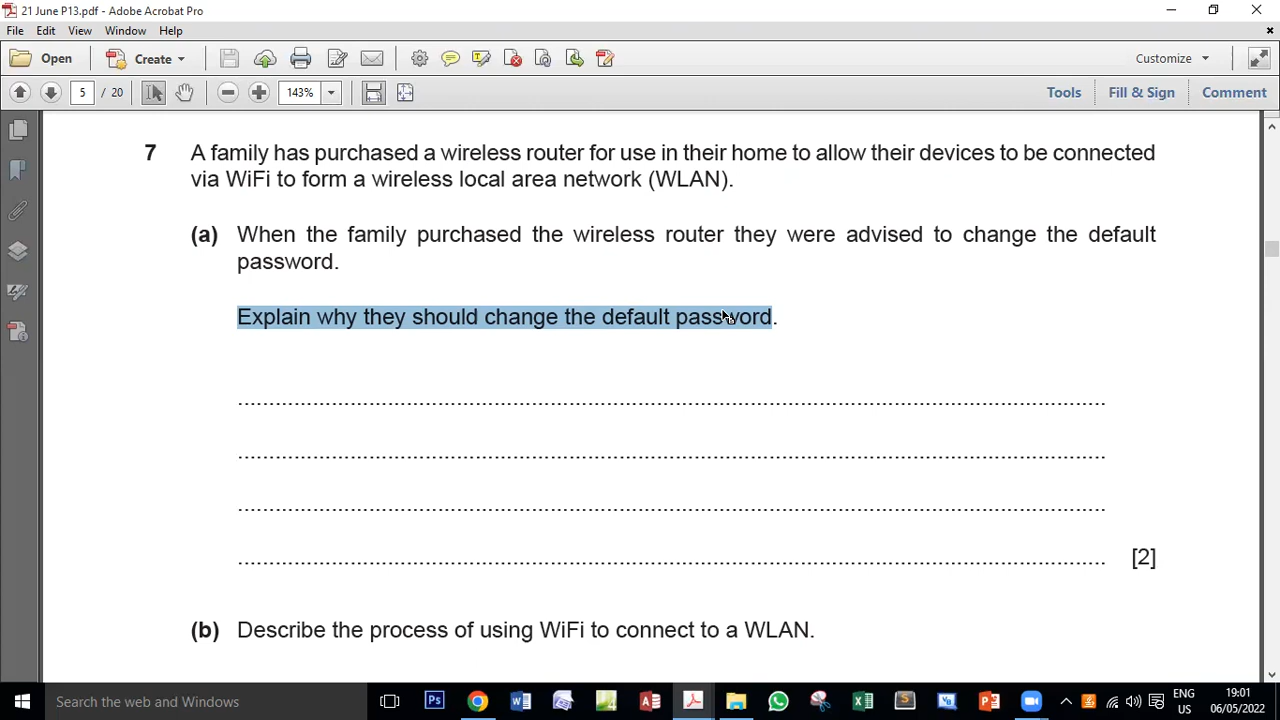 21 June P13.pdf - Adobe Acrobat Pro
File Edit View Window Help
Open Create Customize
5 / 20 143% Tools Fill & Sign Comment
7 A family has purchased a wireless router for use in their home to allow their devices to be connected
via WiFi to form a wireless local area network (WLAN).
(a) When the family purchased the wireless router they were advised to change the default
password.
Explain why they should change the default password.
[2]
(b) Describe the process of using WiFi to connect to a WLAN.
Search the web and Windows
ENG
US
19:01
06/05/2022